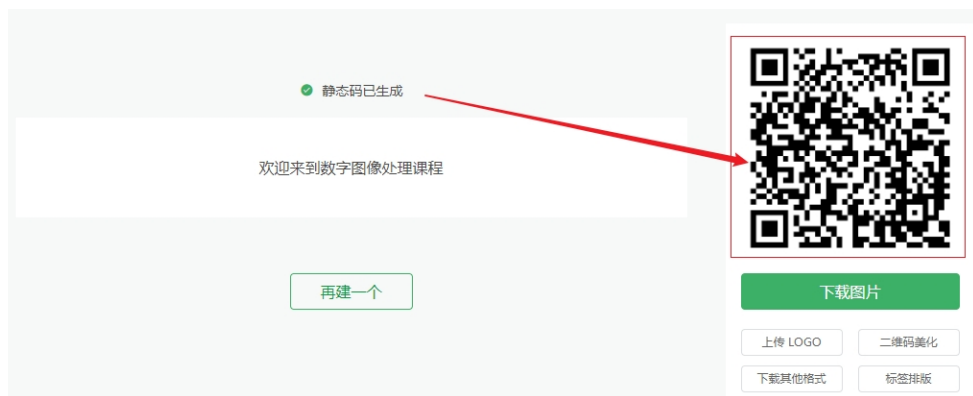 静态码已生成
欢迎来到数字图像处理课程
再建一个
下载图片
上传 LOGO
二维码美化
下载其他格式
标签排版